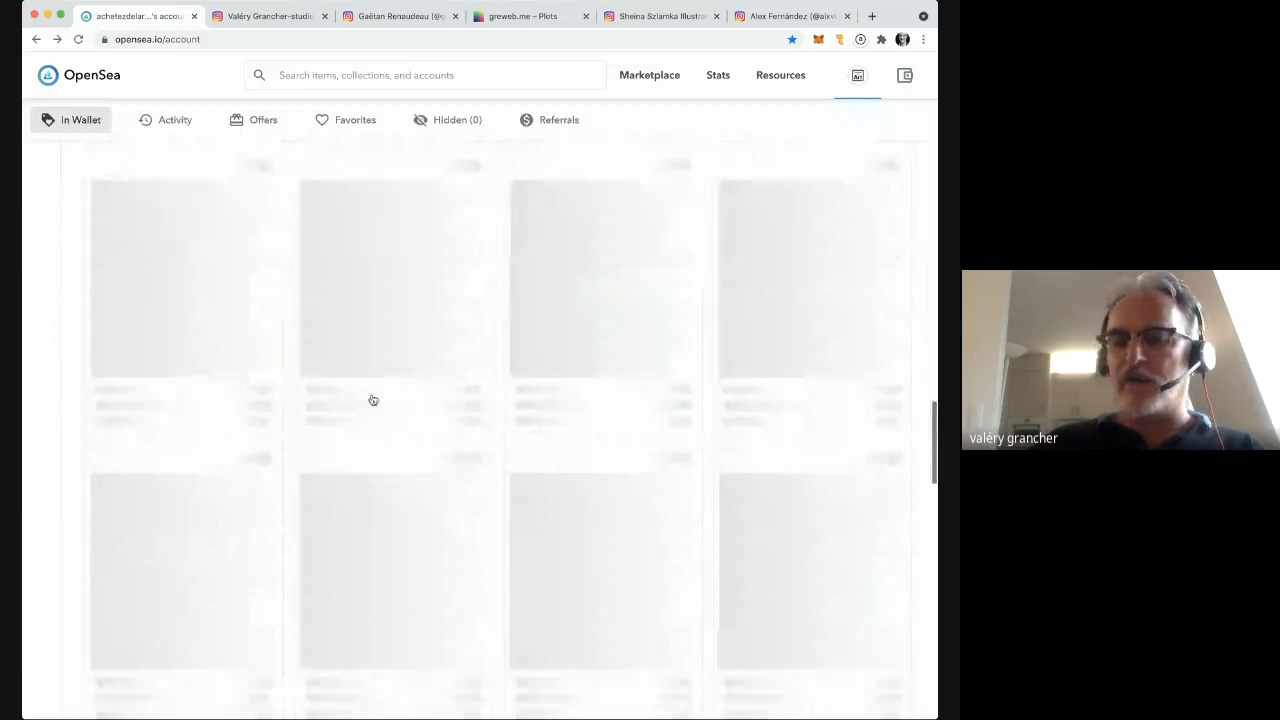 achetezdelar...'s accou
Valéry Grancher-studio
Gaëtan Renaudeau (@g
greweb.me – Plots
Sheina Szlamka Illustrat
Alex Fernández (@alxv
opensea.io/account
OpenSea
Search items, collections, and accounts
Marketplace
Stats
Resources
Art
In Wallet
Activity
Offers
Favorites
Hidden (0)
Referrals
valéry grancher